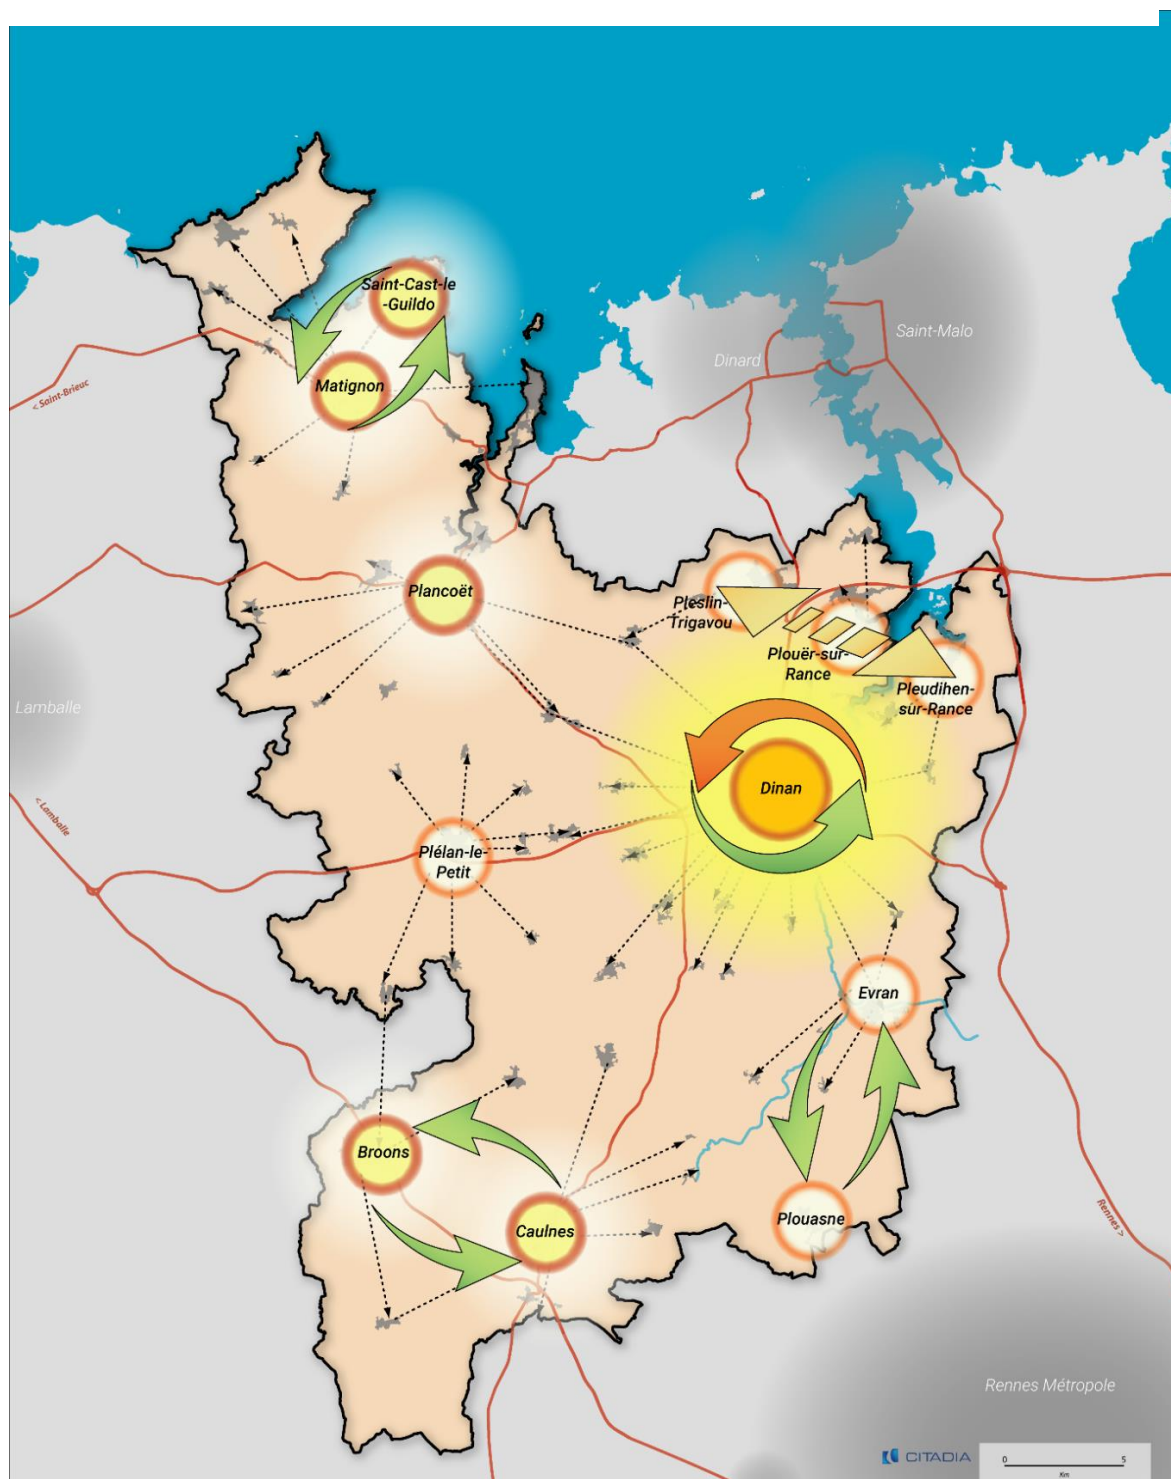 Saint-Cast-le
-Guildo
Saint-Malo
Dinard
Matignon
< Saint-Brieuc
Plancoët
Pleslin-
Trigavou
Plouër-sur-
Rance
Pleudihen-
sur-Rance
Lamballe
Dinan
< Lamballe
Plélan-le-
Petit
Evran
Broons
Caulnes
Plouasne
Rennes >
Rennes Métropole
CITADIA
0 5
Km